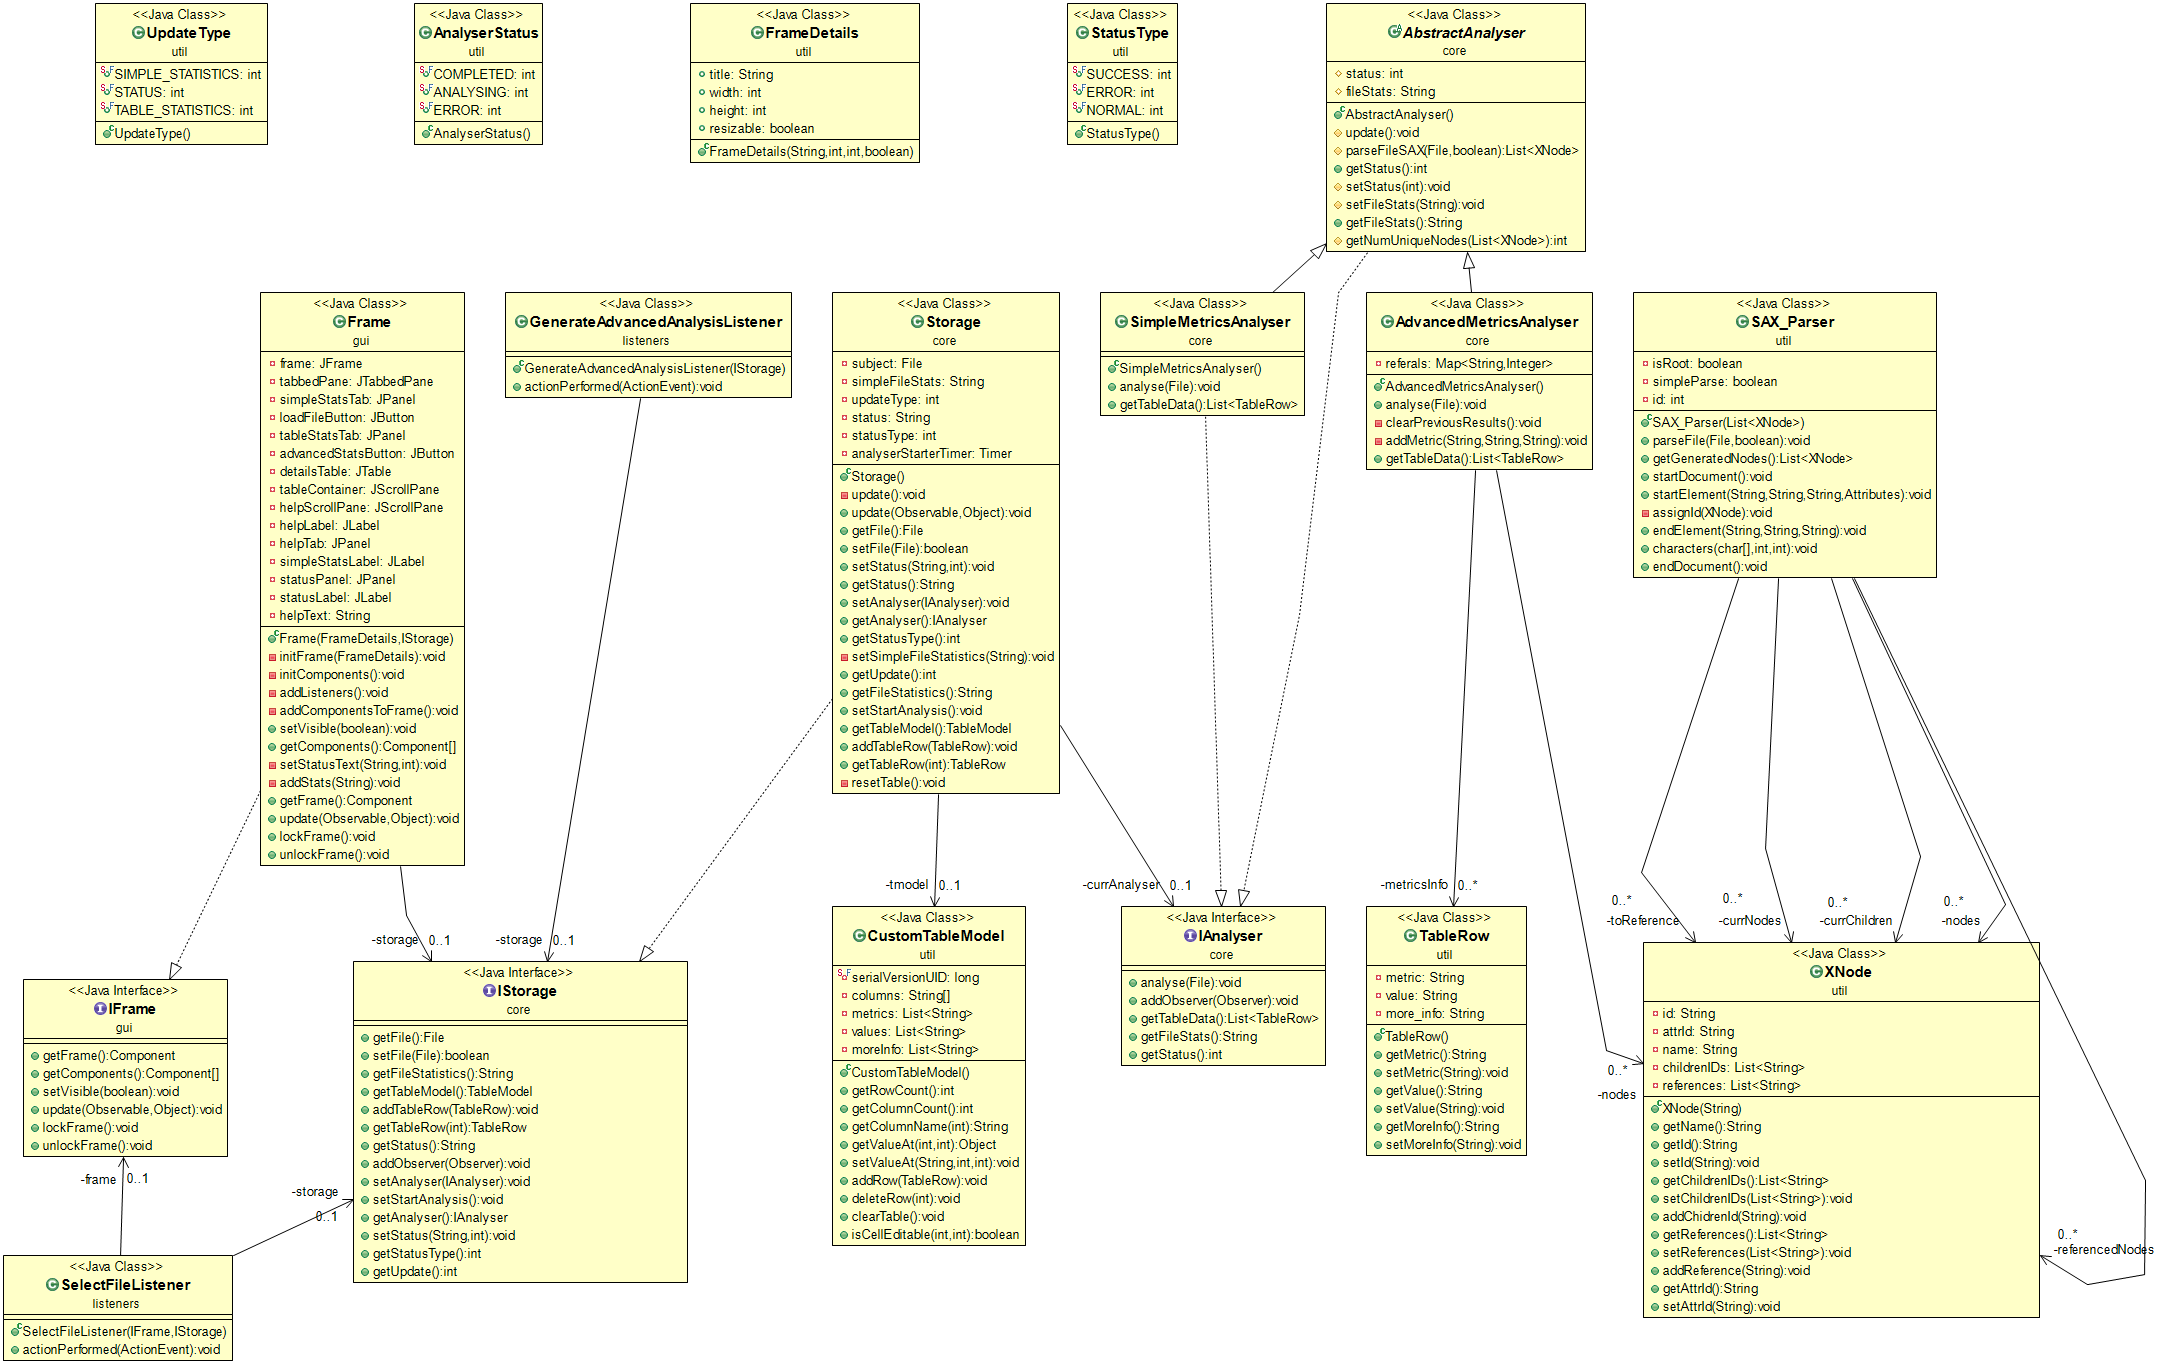 <<Java Class>>
UpdateType
util
SIMPLE_STATISTICS: int
STATUS: int
TABLE_STATISTICS: int
UpdateType()
<<Java Class>>
AnalyserStatus
util
COMPLETED: int
ANALYSING: int
ERROR: int
AnalyserStatus()
<<Java Class>>
FrameDetails
util
title: String
width: int
height: int
resizable: boolean
FrameDetails(String,int,int,boolean)
<<Java Class>>
StatusType
util
SUCCESS: int
ERROR: int
NORMAL: int
StatusType()
<<Java Class>>
AbstractAnalyser
core
status: int
fileStats: String
AbstractAnalyser()
update():void
parseFileSAX(File,boolean):List<XNode>
getStatus():int
setStatus(int):void
setFileStats(String):void
getFileStats():String
getNumUniqueNodes(List<XNode>):int
<<Java Class>>
Frame
gui
frame: JFrame
tabbedPane: JTabbedPane
simpleStatsTab: JPanel
loadFileButton: JButton
tableStatsTab: JPanel
advancedStatsButton: JButton
detailsTable: JTable
tableContainer: JScrollPane
helpScrollPane: JScrollPane
helpLabel: JLabel
helpTab: JPanel
simpleStatsLabel: JLabel
statusPanel: JPanel
statusLabel: JLabel
helpText: String
Frame(FrameDetails,IStorage)
initFrame(FrameDetails):void
initComponents():void
addListeners():void
addComponentsToFrame():void
setVisible(boolean):void
getComponents():Component[]
setStatusText(String,int):void
addStats(String):void
getFrame():Component
update(Observable,Object):void
lockFrame():void
unlockFrame():void
<<Java Class>>
GenerateAdvancedAnalysisListener
listeners
GenerateAdvancedAnalysisListener(IStorage)
actionPerformed(ActionEvent):void
<<Java Class>>
Storage
core
subject: File
simpleFileStats: String
updateType: int
status: String
statusType: int
analyserStarterTimer: Timer
Storage()
update():void
update(Observable,Object):void
getFile():File
setFile(File):boolean
setStatus(String,int):void
getStatus():String
setAnalyser(IAnalyser):void
getAnalyser():IAnalyser
getStatusType():int
setSimpleFileStatistics(String):void
getUpdate():int
getFileStatistics():String
setStartAnalysis():void
getTableModel():TableModel
addTableRow(TableRow):void
getTableRow(int):TableRow
resetTable():void
<<Java Class>>
SimpleMetricsAnalyser
core
SimpleMetricsAnalyser()
analyse(File):void
getTableData():List<TableRow>
<<Java Class>>
AdvancedMetricsAnalyser
core
referals: Map<String,Integer>
AdvancedMetricsAnalyser()
analyse(File):void
clearPreviousResults():void
addMetric(String,String,String):void
getTableData():List<TableRow>
<<Java Class>>
SAX_Parser
util
isRoot: boolean
simpleParse: boolean
id: int
SAX_Parser(List<XNode>)
parseFile(File,boolean):void
getGeneratedNodes():List<XNode>
startDocument():void
startElement(String,String,String,Attributes):void
assignId(XNode):void
endElement(String,String,String):void
characters(char[],int,int):void
endDocument():void
-storage 0..1
-storage 0..1
-tmodel 0..1
-currAnalyser 0..1
-metricsInfo 0..*
0..*
-toReference
0..*
-currNodes
0..*
-currChildren
0..*
-nodes
<<Java Interface>>
IFrame
gui
getFrame():Component
getComponents():Component[]
setVisible(boolean):void
update(Observable,Object):void
lockFrame():void
unlockFrame():void
-frame 0..1
-storage
0..1
<<Java Class>>
SelectFileListener
listeners
SelectFileListener(IFrame,IStorage)
actionPerformed(ActionEvent):void
<<Java Interface>>
IStorage
core
getFile():File
setFile(File):boolean
getFileStatistics():String
getTableModel():TableModel
addTableRow(TableRow):void
getTableRow(int):TableRow
getStatus():String
addObserver(Observer):void
setAnalyser(IAnalyser):void
setStartAnalysis():void
getAnalyser():IAnalyser
setStatus(String,int):void
getStatusType():int
getUpdate():int
<<Java Class>>
CustomTableModel
util
serialVersionUID: long
columns: String[]
metrics: List<String>
values: List<String>
moreInfo: List<String>
CustomTableModel()
getRowCount():int
getColumnCount():int
getColumnName(int):String
getValueAt(int,int):Object
setValueAt(String,int,int):void
addRow(TableRow):void
deleteRow(int):void
clearTable():void
isCellEditable(int,int):boolean
<<Java Interface>>
IAnalyser
core
analyse(File):void
addObserver(Observer):void
getTableData():List<TableRow>
getFileStats():String
getStatus():int
<<Java Class>>
TableRow
util
metric: String
value: String
more_info: String
TableRow()
getMetric():String
setMetric(String):void
getValue():String
setValue(String):void
getMoreInfo():String
setMoreInfo(String):void
0..*
-nodes
<<Java Class>>
XNode
util
id: String
attrId: String
name: String
childrenIDs: List<String>
references: List<String>
XNode(String)
getName():String
getId():String
setId(String):void
getChildrenIDs():List<String>
setChildrenIDs(List<String>):void
addChidrenId(String):void
getReferences():List<String>
setReferences(List<String>):void
addReference(String):void
getAttrId():String
setAttrId(String):void
0..*
-referencedNodes